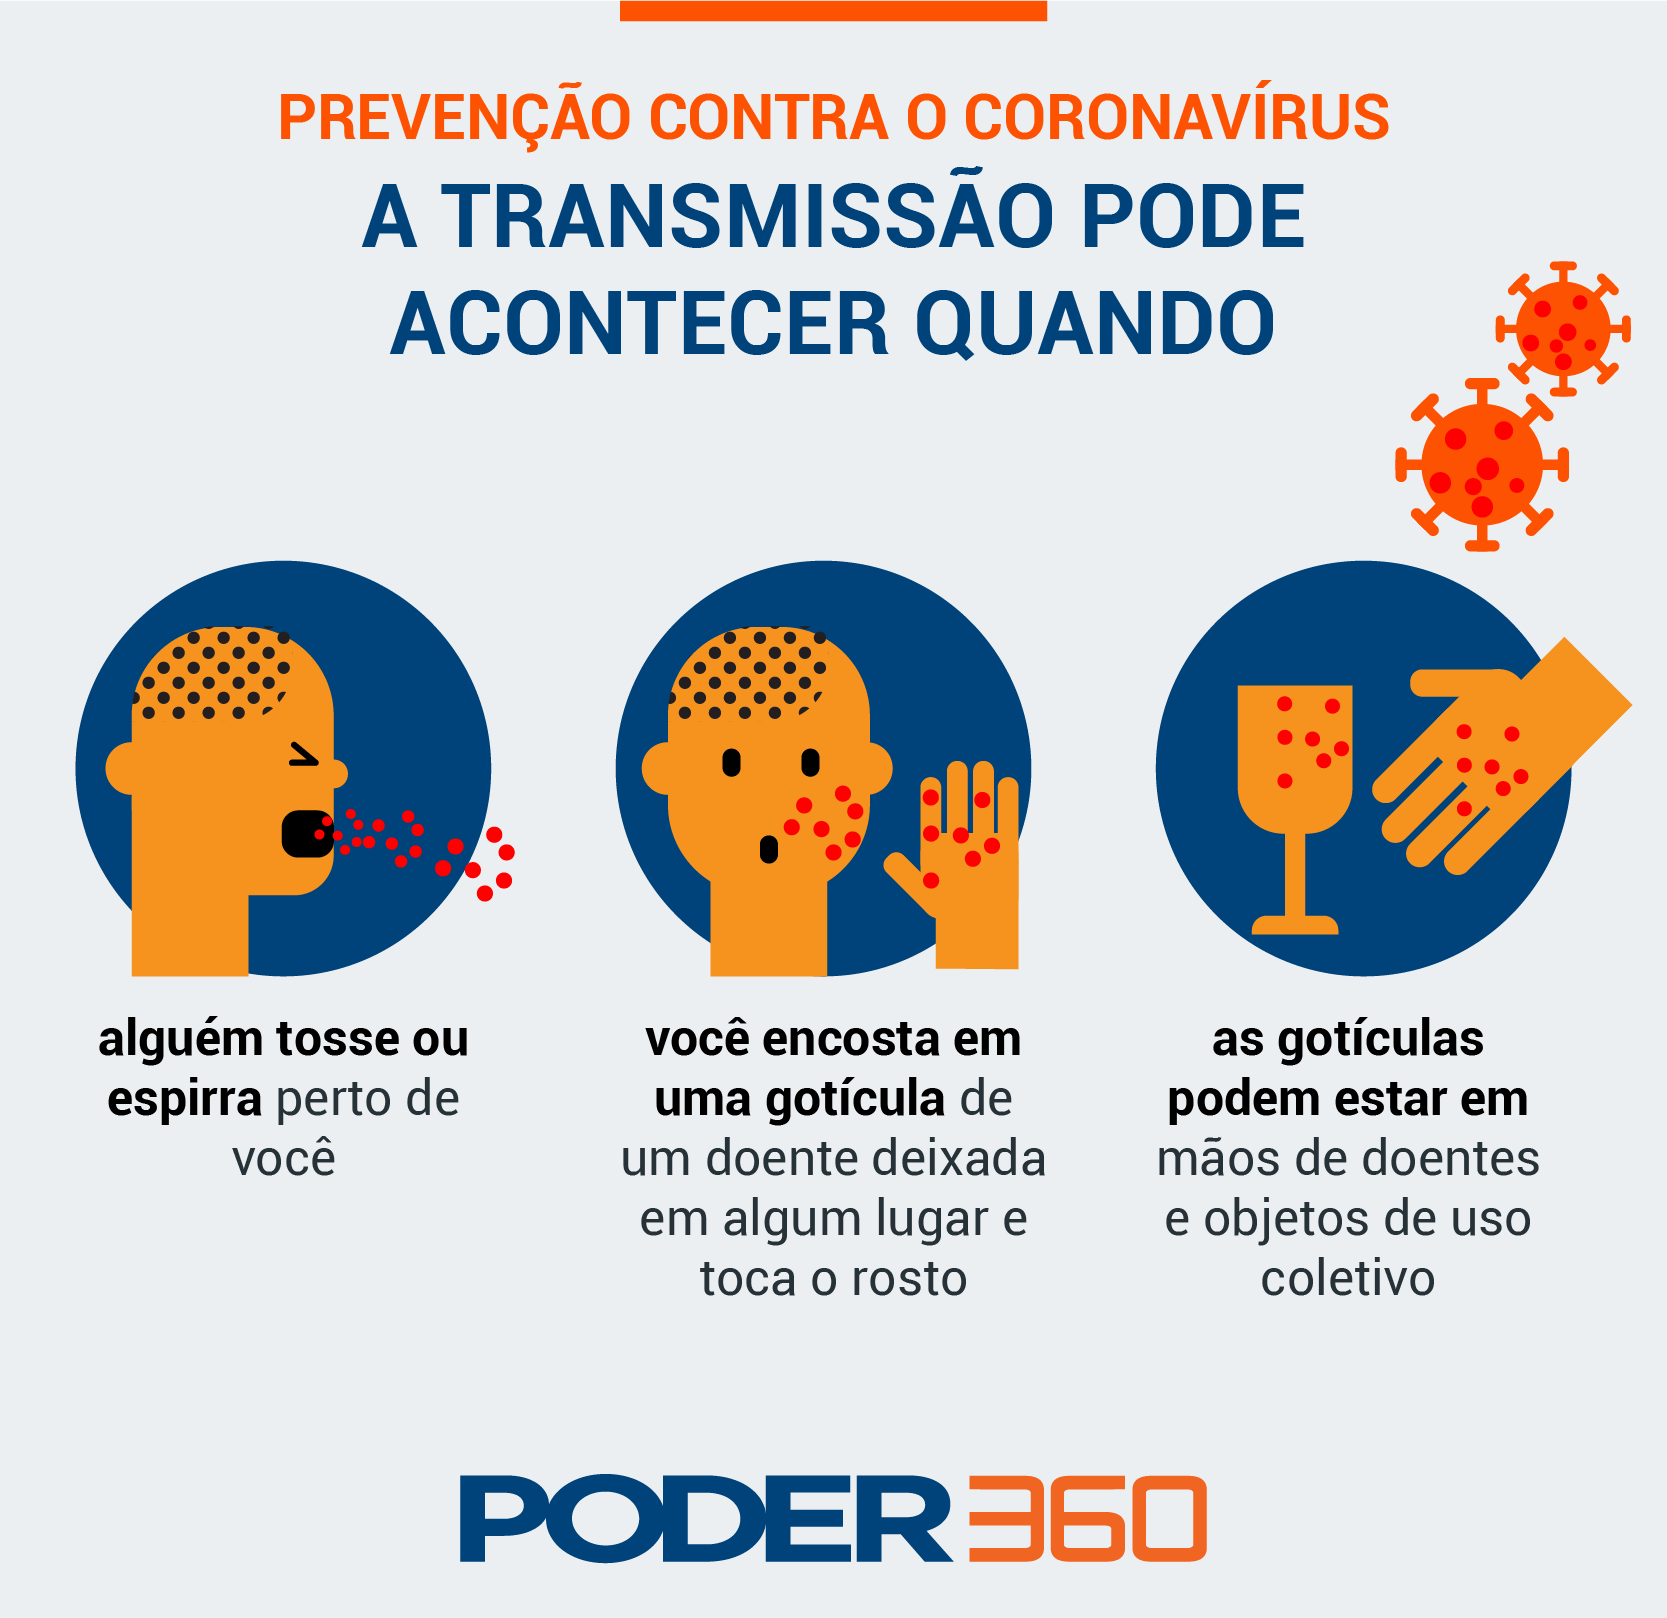 PREVENÇÃO CONTRA O CORONAVÍRUS
A TRANSMISSÃO PODE
ACONTECER QUANDO
alguém tosse ou
espirra perto de
você
você encosta em
uma gotícula de
um doente deixada
em algum lugar e
toca o rosto
as gotículas
podem estar em
mãos de doentes
e objetos de uso
coletivo
PODER360